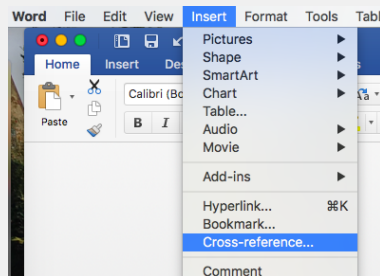 Word File Edit View Insert Format Tools
Home Insert
Pictures
Shape
SmartArt
Chart
Table...
Audio
Movie
Add-ins
Hyperlink... ⌘K
Bookmark...
Cross-reference...
Comment
Paste
Calibri (Bo
B I
Aa